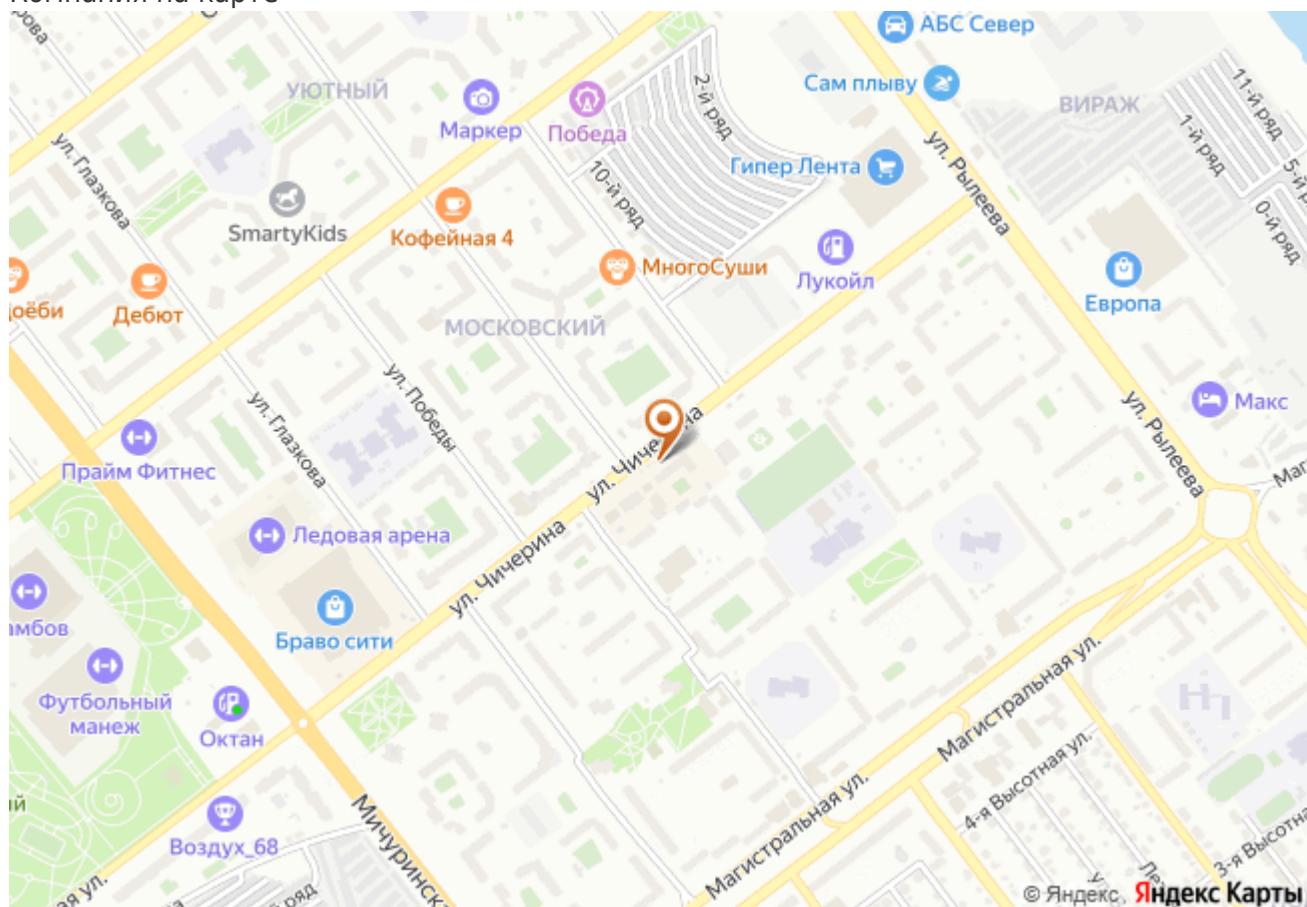 Компания на карте
АБС Север
2-й ряд
Сам плыву
11-й ряд
УЮТНЫЙ
ВИРАЖ
1-й ряд
Маркер
Победа
ул. Глазкова
Гипер Лента
ул. Рылеева
10-й ряд
0-й ряд
SmartyKids
Кофейная 4
МногоСуши
Лукойл
Европа
Дебют
МОСКОВСКИЙ
ул. Победы
ул. Глазкова
ул. Рылеева
Макс
Прайм Фитнес
ул. Чичерина
Ледовая арена
ул. Чичерина
Браво сити
Футбольный
манеж
Октан
Магистральная ул.
4-я Высотная ул.
Воздух_68
Магистральная ул.
© Яндекс, Яндекс Карты